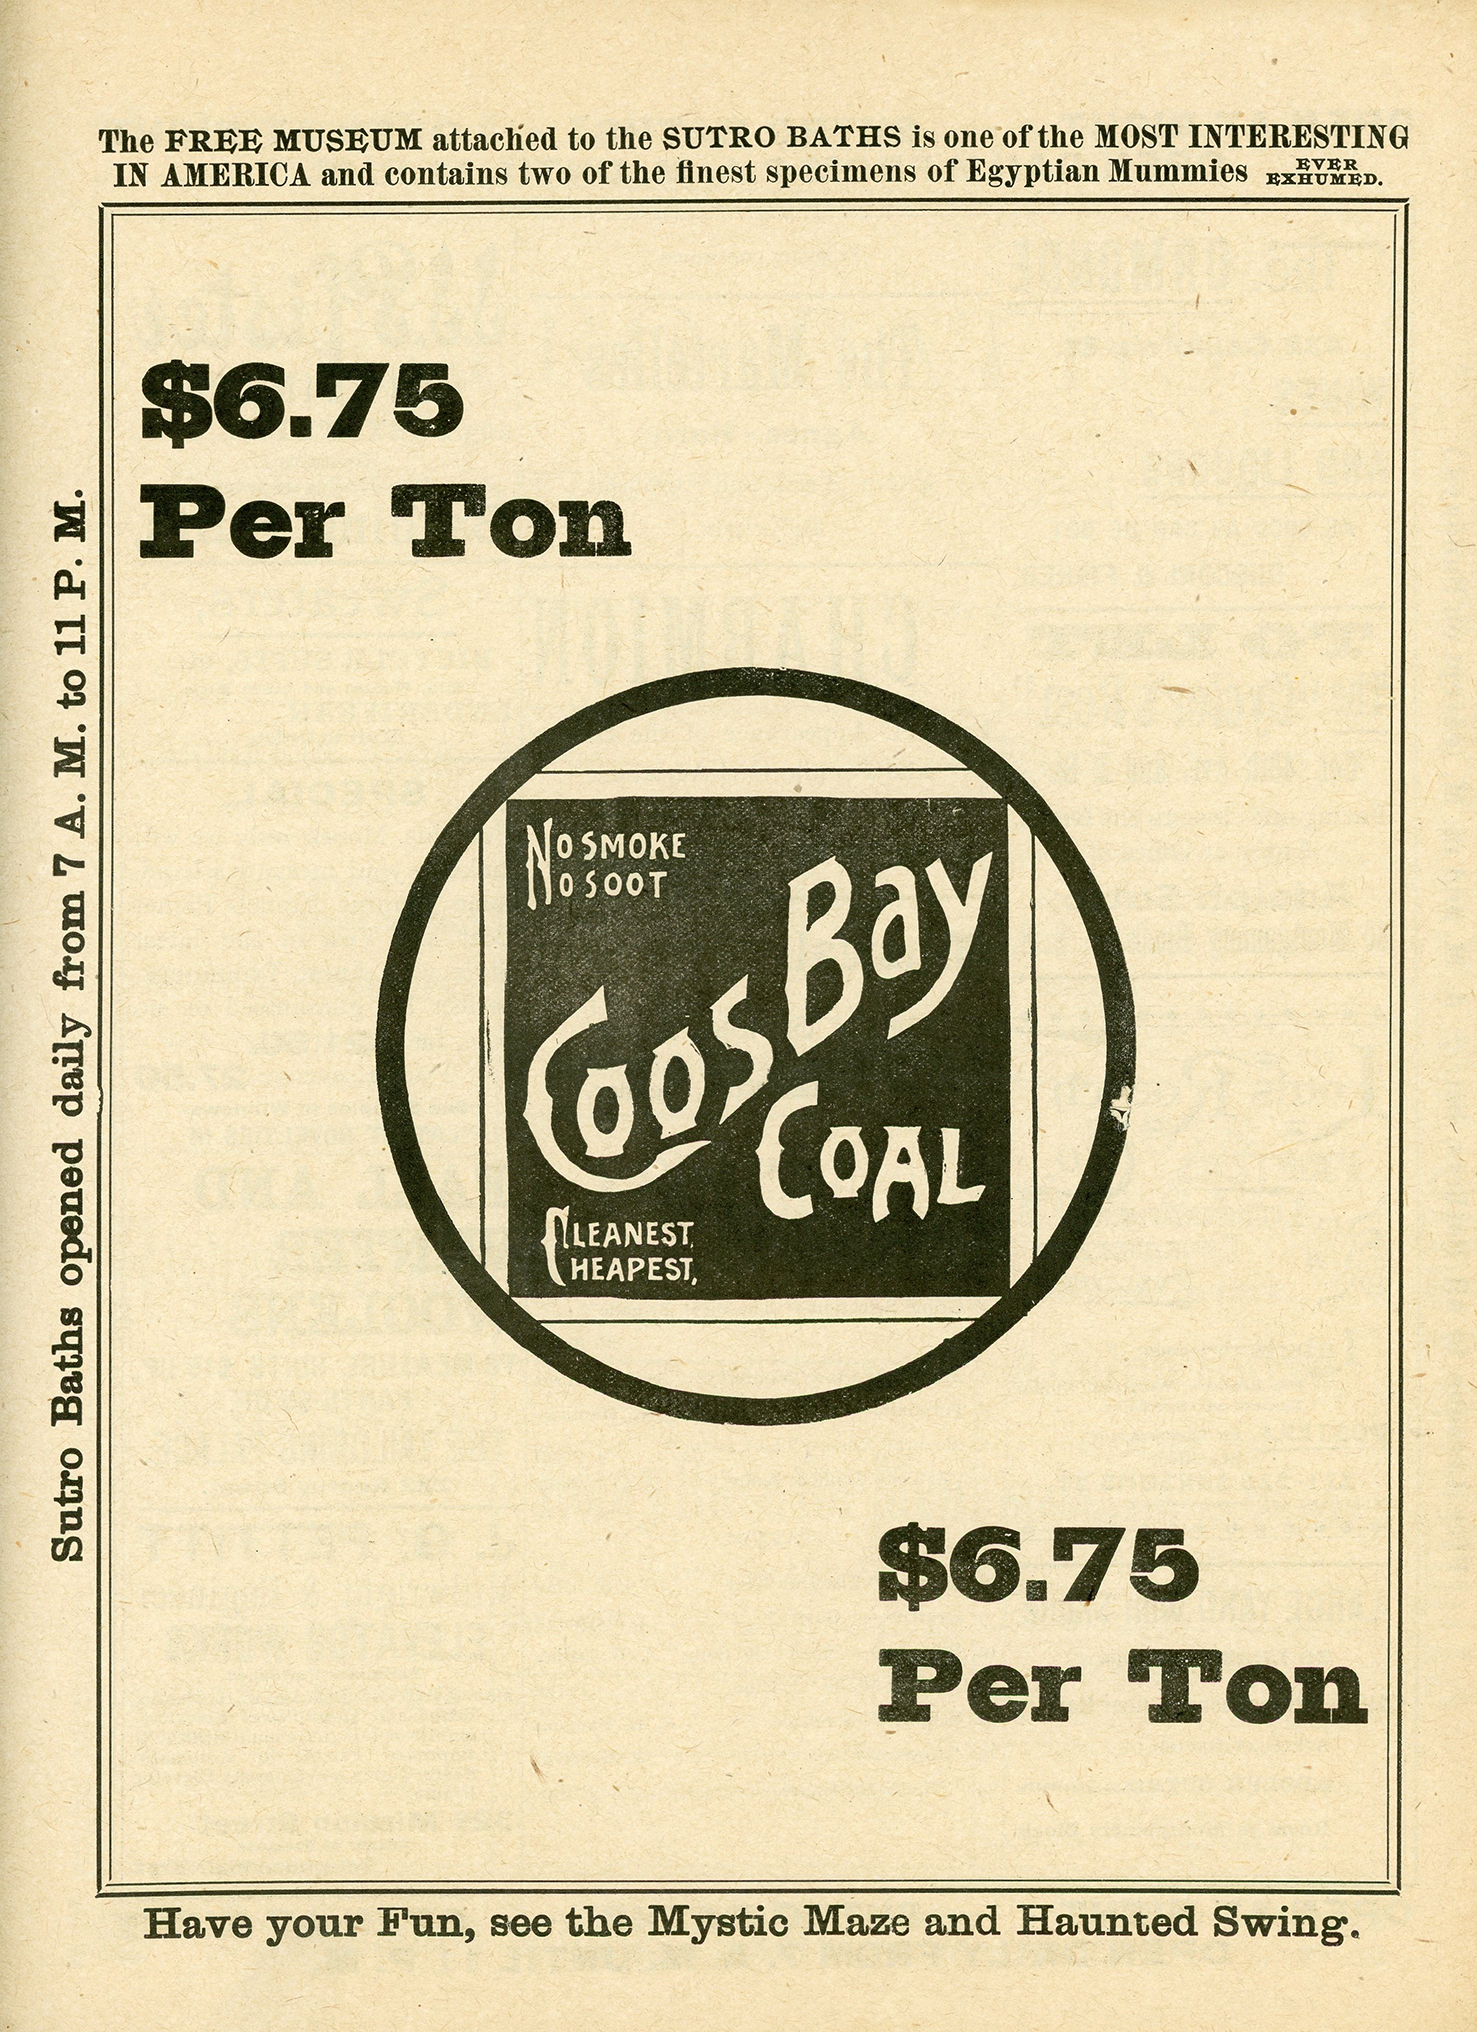 The FREE MUSEUM attached to the SUTRO BATHS is one of the MOST INTERESTING
IN AMERICA and contains two of the finest specimens of Egyptian Mummies EVER EXHUMED.
Sutro Baths opened daily from 7 A. M. to 11 P. M.
$6.75
Per Ton
NO SMOKE
NO SOOT
COOS BAY
COAL
CLEANEST,
CHEAPEST,
$6.75
Per Ton
Have your Fun, see the Mystic Maze and Haunted Swing.